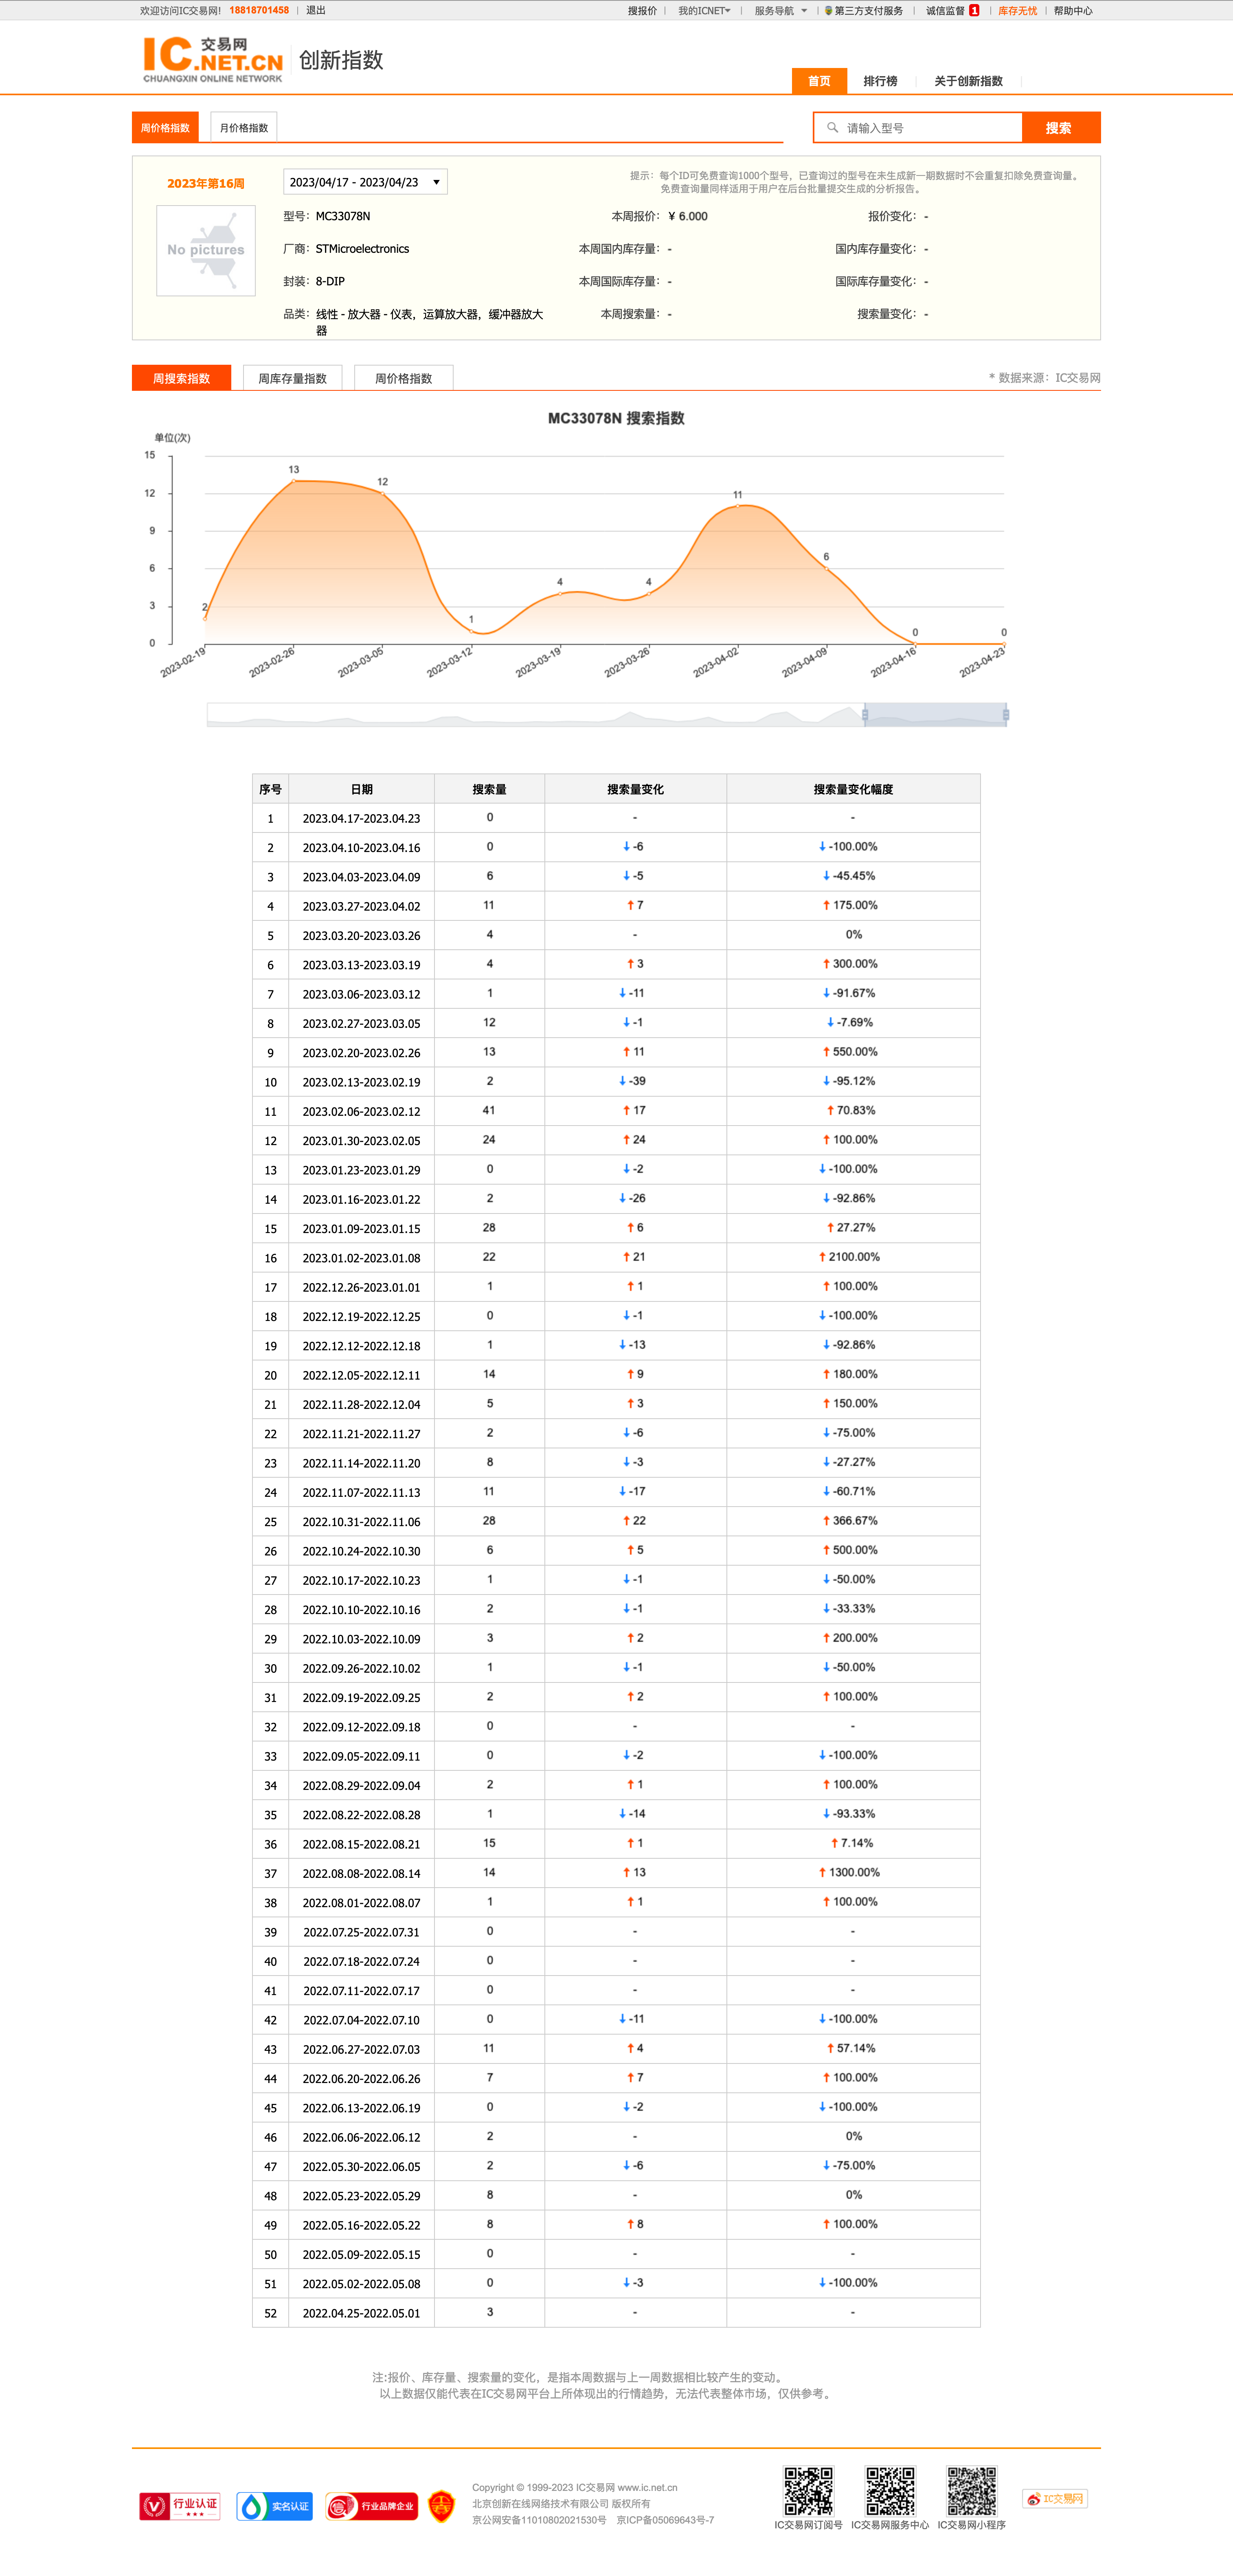 欢迎访问IC交易网! 18818701458 | 退出 搜报价 | 我的ICNET | 服务导航 | 第三方支付服务 | 诚信监督 1 | 库存无忧 | 帮助中心
IC交易网 .NET.CN
CHUANGXIN ONLINE NETWORK
创新指数
首页 排行榜 关于创新指数
周价格指数 月价格指数 请输入型号 搜索
2023年第16周 2023/04/17 - 2023/04/23
提示：每个ID可免费查询1000个型号，已查询过的型号在未生成新一期数据时不会重复扣除免费查询量。
免费查询量同样适用于用户在后台批量提交生成的分析报告。
No pictures
型号：MC33078N 本周报价：¥ 6.000 报价变化：-
厂商：STMicroelectronics 本周国内库存量：- 国内库存量变化：-
封装：8-DIP 本周国际库存量：- 国际库存量变化：-
品类：线性 - 放大器 - 仪表，运算放大器，缓冲器放大 本周搜索量：- 搜索量变化：-
器
周搜索指数 周库存量指数 周价格指数 * 数据来源：IC交易网
MC33078N 搜索指数
单位(次)
15
12
9
6
3
0
2 13 12 1 4 4 11 6 0 0
2023-02-19 2023-02-26 2023-03-05 2023-03-12 2023-03-19 2023-03-26 2023-04-02 2023-04-09 2023-04-16 2023-04-23
序号 日期 搜索量 搜索量变化 搜索量变化幅度
1 2023.04.17-2023.04.23 0 - -
2 2023.04.10-2023.04.16 0 ↓ -6 ↓ -100.00%
3 2023.04.03-2023.04.09 6 ↓ -5 ↓ -45.45%
4 2023.03.27-2023.04.02 11 ↑ 7 ↑ 175.00%
5 2023.03.20-2023.03.26 4 - 0%
6 2023.03.13-2023.03.19 4 ↑ 3 ↑ 300.00%
7 2023.03.06-2023.03.12 1 ↓ -11 ↓ -91.67%
8 2023.02.27-2023.03.05 12 ↓ -1 ↓ -7.69%
9 2023.02.20-2023.02.26 13 ↑ 11 ↑ 550.00%
10 2023.02.13-2023.02.19 2 ↓ -39 ↓ -95.12%
11 2023.02.06-2023.02.12 41 ↑ 17 ↑ 70.83%
12 2023.01.30-2023.02.05 24 ↑ 24 ↑ 100.00%
13 2023.01.23-2023.01.29 0 ↓ -2 ↓ -100.00%
14 2023.01.16-2023.01.22 2 ↓ -26 ↓ -92.86%
15 2023.01.09-2023.01.15 28 ↑ 6 ↑ 27.27%
16 2023.01.02-2023.01.08 22 ↑ 21 ↑ 2100.00%
17 2022.12.26-2023.01.01 1 ↑ 1 ↑ 100.00%
18 2022.12.19-2022.12.25 0 ↓ -1 ↓ -100.00%
19 2022.12.12-2022.12.18 1 ↓ -13 ↓ -92.86%
20 2022.12.05-2022.12.11 14 ↑ 9 ↑ 180.00%
21 2022.11.28-2022.12.04 5 ↑ 3 ↑ 150.00%
22 2022.11.21-2022.11.27 2 ↓ -6 ↓ -75.00%
23 2022.11.14-2022.11.20 8 ↓ -3 ↓ -27.27%
24 2022.11.07-2022.11.13 11 ↓ -17 ↓ -60.71%
25 2022.10.31-2022.11.06 28 ↑ 22 ↑ 366.67%
26 2022.10.24-2022.10.30 6 ↑ 5 ↑ 500.00%
27 2022.10.17-2022.10.23 1 ↓ -1 ↓ -50.00%
28 2022.10.10-2022.10.16 2 ↓ -1 ↓ -33.33%
29 2022.10.03-2022.10.09 3 ↑ 2 ↑ 200.00%
30 2022.09.26-2022.10.02 1 ↓ -1 ↓ -50.00%
31 2022.09.19-2022.09.25 2 ↑ 2 ↑ 100.00%
32 2022.09.12-2022.09.18 0 - -
33 2022.09.05-2022.09.11 0 ↓ -2 ↓ -100.00%
34 2022.08.29-2022.09.04 2 ↑ 1 ↑ 100.00%
35 2022.08.22-2022.08.28 1 ↓ -14 ↓ -93.33%
36 2022.08.15-2022.08.21 15 ↑ 1 ↑ 7.14%
37 2022.08.08-2022.08.14 14 ↑ 13 ↑ 1300.00%
38 2022.08.01-2022.08.07 1 ↑ 1 ↑ 100.00%
39 2022.07.25-2022.07.31 0 - -
40 2022.07.18-2022.07.24 0 - -
41 2022.07.11-2022.07.17 0 - -
42 2022.07.04-2022.07.10 0 ↓ -11 ↓ -100.00%
43 2022.06.27-2022.07.03 11 ↑ 4 ↑ 57.14%
44 2022.06.20-2022.06.26 7 ↑ 7 ↑ 100.00%
45 2022.06.13-2022.06.19 0 ↓ -2 ↓ -100.00%
46 2022.06.06-2022.06.12 2 - 0%
47 2022.05.30-2022.06.05 2 ↓ -6 ↓ -75.00%
48 2022.05.23-2022.05.29 8 - 0%
49 2022.05.16-2022.05.22 8 ↑ 8 ↑ 100.00%
50 2022.05.09-2022.05.15 0 - -
51 2022.05.02-2022.05.08 0 ↓ -3 ↓ -100.00%
52 2022.04.25-2022.05.01 3 - -
注:报价、库存量、搜索量的变化，是指本周数据与上一周数据相比较产生的变动。
以上数据仅能代表在IC交易网平台上所体现出的行情趋势，无法代表整体市场，仅供参考。
行业认证 实名认证 行业品牌企业
Copyright © 1999-2023 IC交易网 www.ic.net.cn
北京创新在线网络技术有限公司 版权所有
京公网安备11010802021530号 京ICP备05069643号-7
IC交易网订阅号 IC交易网服务中心 IC交易网小程序
IC交易网